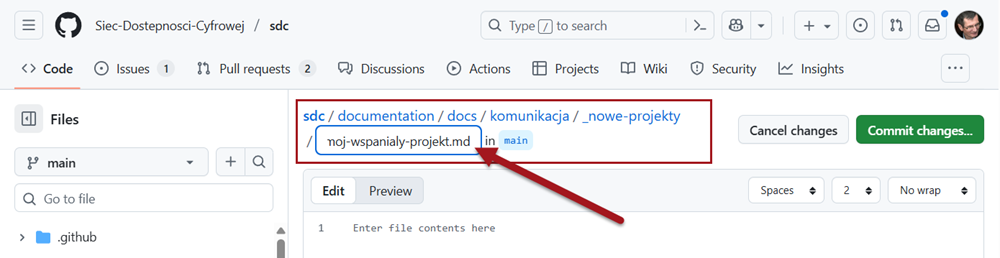 Siec-Dostepnosci-Cyfrowej / sdc
Type / to search
Code
Issues 1
Pull requests 2
Discussions
Actions
Projects
Wiki
Security
Insights
Files
main
Go to file
.github
sdc / documentation / docs / komunikacja / _nowe-projekty
/ noj-wspanialy-projekt.md in main
Cancel changes
Commit changes...
Edit
Preview
Spaces
2
No wrap
1 Enter file contents here